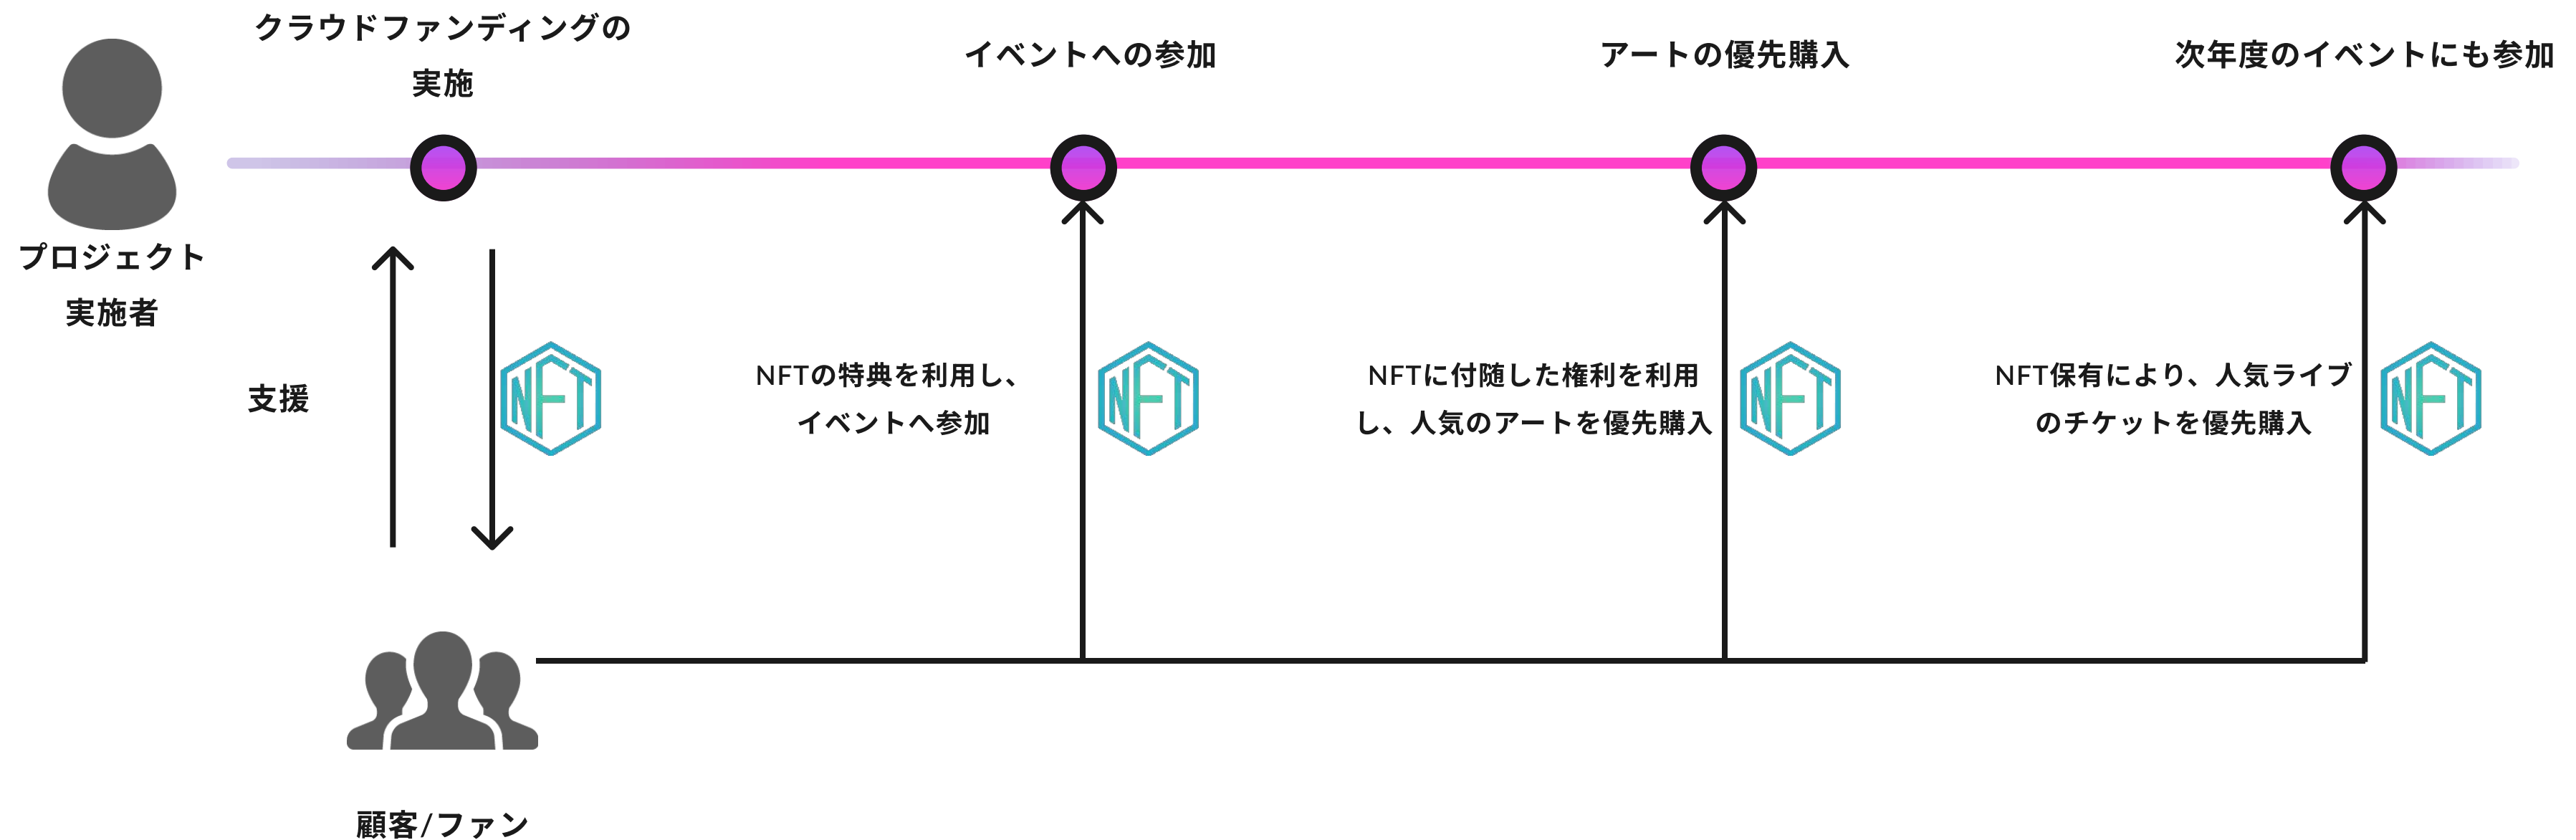 クラウドファンディングの
実施
イベントへの参加
アートの優先購入
次年度のイベントにも参加
プロジェクト
実施者
支援
NFT
NFTの特典を利用し、
イベントへ参加
NFT
NFTに付随した権利を利用
し、人気のアートを優先購入
NFT
NFT保有により、人気ライブ
のチケットを優先購入
NFT
顧客/ファン